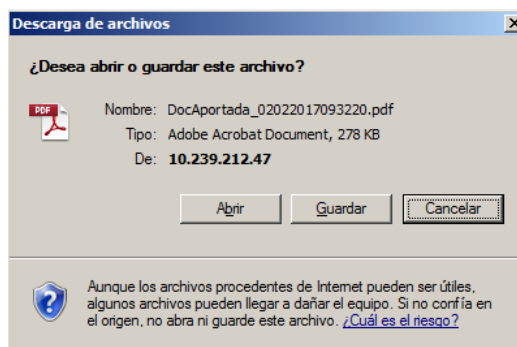 Descarga de archivos
¿Desea abrir o guardar este archivo?
PDF
Nombre: DocAportada_02022017093220.pdf
Tipo: Adobe Acrobat Document, 278 KB
De: 10.239.212.47
Abrir Guardar Cancelar
Aunque los archivos procedentes de Internet pueden ser útiles,
algunos archivos pueden llegar a dañar el equipo. Si no confía en
el origen, no abra ni guarde este archivo. ¿Cuál es el riesgo?